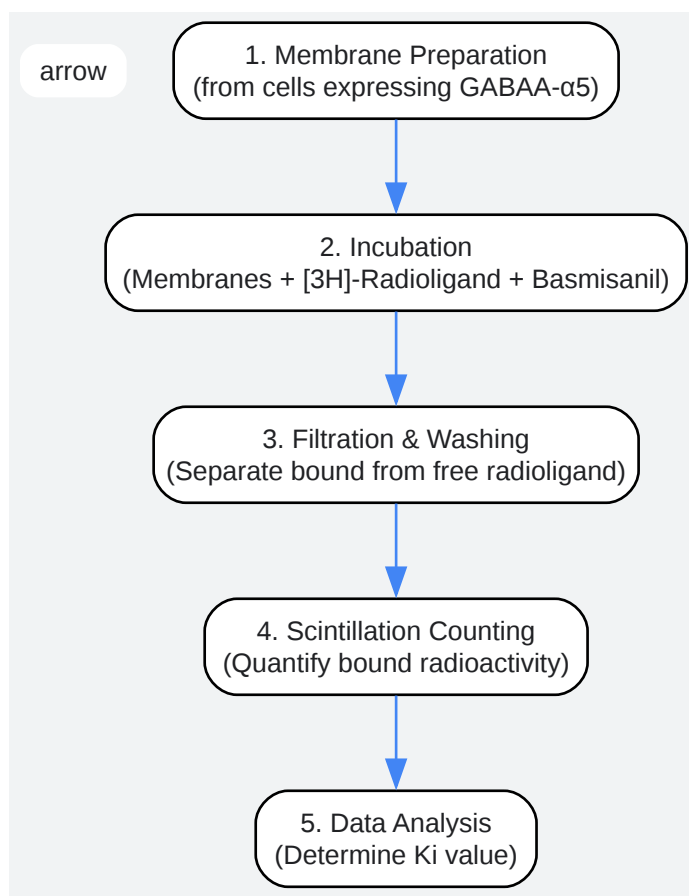 arrow
1. Membrane Preparation
(from cells expressing GABAA-α5)
2. Incubation
(Membranes + [3H]-Radioligand + Basmisanil)
3. Filtration & Washing
(Separate bound from free radioligand)
4. Scintillation Counting
(Quantify bound radioactivity)
5. Data Analysis
(Determine Ki value)